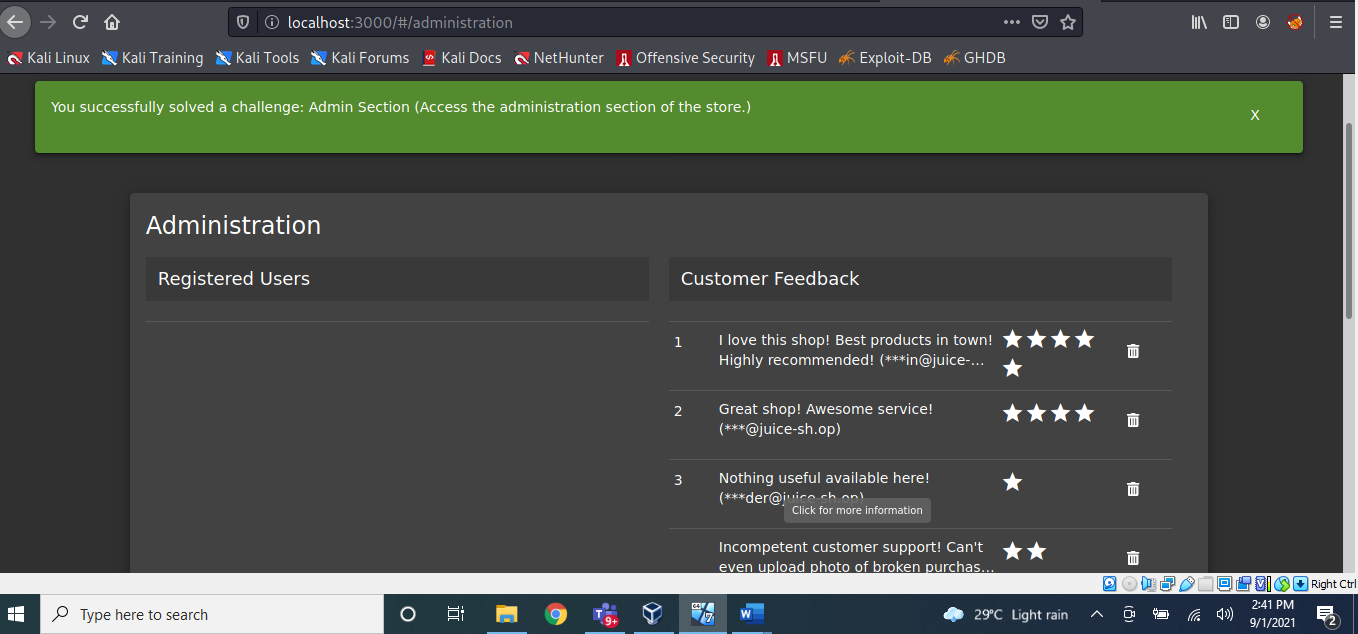 localhost:3000/#/administration
Kali Linux Kali Training Kali Tools Kali Forums Kali Docs NetHunter Offensive Security MSFU Exploit-DB GHDB
You successfully solved a challenge: Admin Section (Access the administration section of the store.)
X
Administration
Registered Users
Customer Feedback
1
I love this shop! Best products in town!
Highly recommended! (***in@juice-...
2
Great shop! Awesome service!
(***@juice-sh.op)
3
Nothing useful available here!
(***der@juice-sh.op)
Click for more information
Incompetent customer support! Can't
even upload photo of broken purchas...
Right Ctrl
Type here to search
9+
W
29°C Light rain
2:41 PM
9/1/2021
2